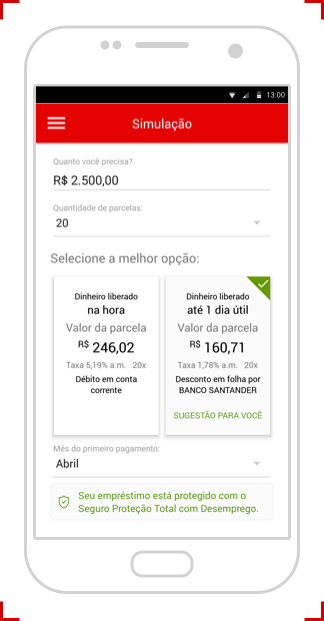 13:00
Simulação
Quanto você precisa?
R$ 2.500,00
Quantidade de parcelas:
20
Selecione a melhor opção:
Dinheiro liberado
na hora
Valor da parcela
R$ 246,02
Taxa 5,19% a.m. 20x
Débito em conta
corrente
Dinheiro liberado
até 1 dia útil
Valor da parcela
R$ 160,71
Taxa 1,78% a.m. 20x
Desconto em folha por
BANCO SANTANDER
SUGESTÃO PARA VOCÊ
Mês do primeiro pagamento:
Abril
Seu empréstimo está protegido com o
Seguro Proteção Total com Desemprego.